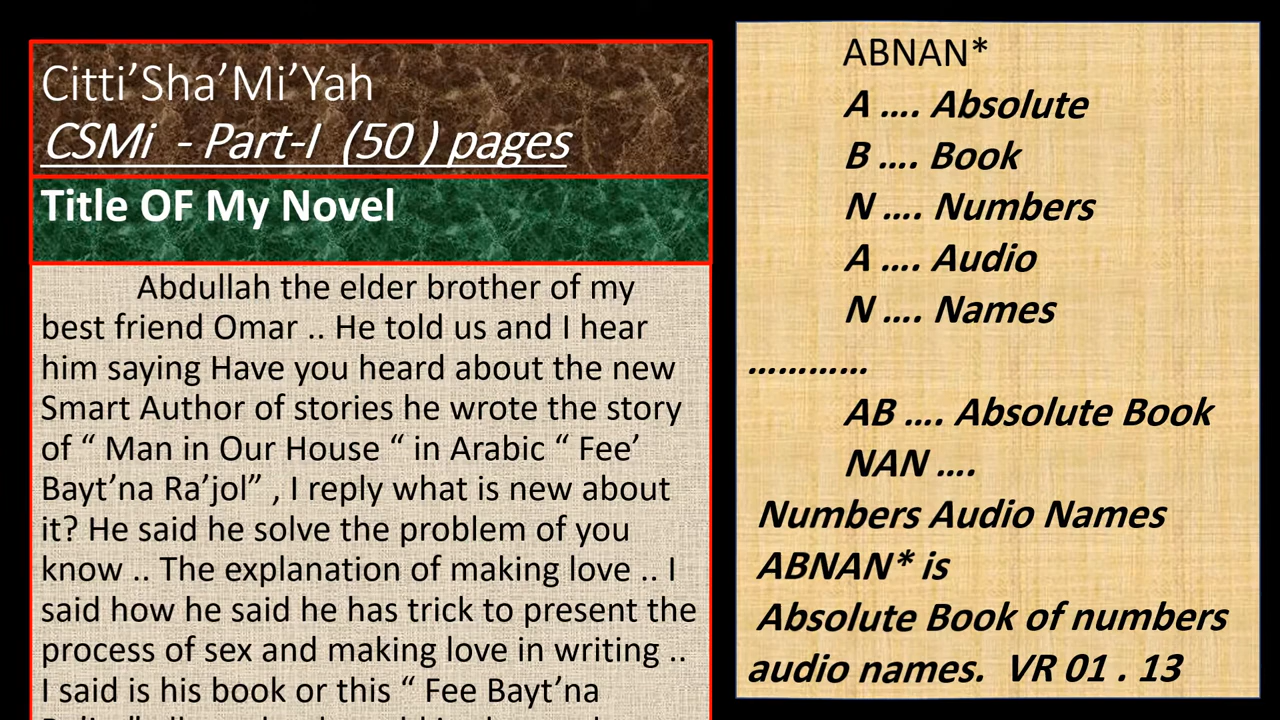 Citti’Sha’Mi’Yah
CSMi - Part-I (50 ) pages
Title OF My Novel
Abdullah the elder brother of my
best friend Omar .. He told us and I hear
him saying Have you heard about the new
Smart Author of stories he wrote the story
of “ Man in Our House “ in Arabic “ Fee’
Bayt’na Ra’jol” , I reply what is new about
it? He said he solve the problem of you
know .. The explanation of making love .. I
said how he said he has trick to present the
process of sex and making love in writing ..
I said is his book or this “ Fee Bayt’na
ABNAN*
A .... Absolute
B .... Book
N .... Numbers
A .... Audio
N .... Names
............
AB .... Absolute Book
NAN ....
Numbers Audio Names
ABNAN* is
Absolute Book of numbers
audio names. VR 01 . 13